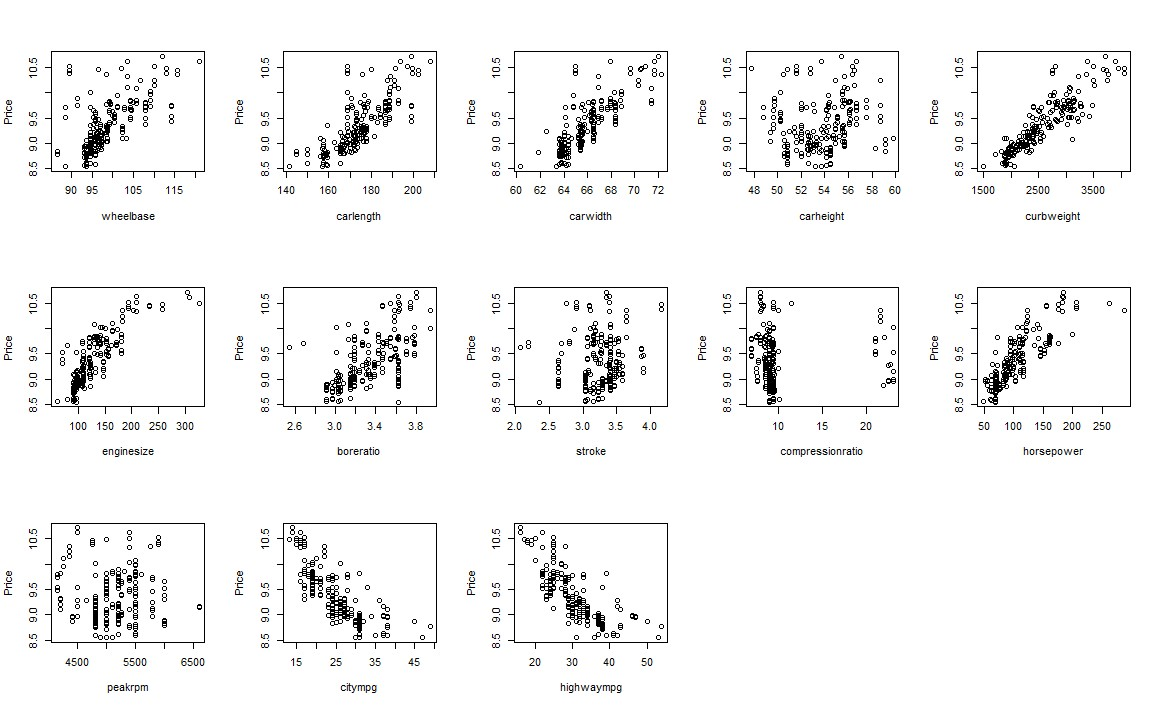 Price 8.5 9.0 9.5 10.5 90 95 105 115 wheelbase
Price 8.5 9.0 9.5 10.5 140 160 180 200 carlength
Price 8.5 9.0 9.5 10.5 60 62 64 66 68 70 72 carwidth
Price 8.5 9.0 9.5 10.5 48 50 52 54 56 58 60 carheight
Price 8.5 9.0 9.5 10.5 1500 2500 3500 curbweight
Price 8.5 9.0 9.5 10.5 100 150 200 250 300 enginesize
Price 8.5 9.0 9.5 10.5 2.6 3.0 3.4 3.8 boreratio
Price 8.5 9.0 9.5 10.5 2.0 2.5 3.0 3.5 4.0 stroke
Price 8.5 9.0 9.5 10.5 10 15 20 compressionratio
Price 8.5 9.0 9.5 10.5 50 100 150 200 250 horsepower
Price 8.5 9.0 9.5 10.5 4500 5500 6500 peakrpm
Price 8.5 9.0 9.5 10.5 15 25 35 45 citympg
Price 8.5 9.0 9.5 10.5 20 30 40 50 highwaympg